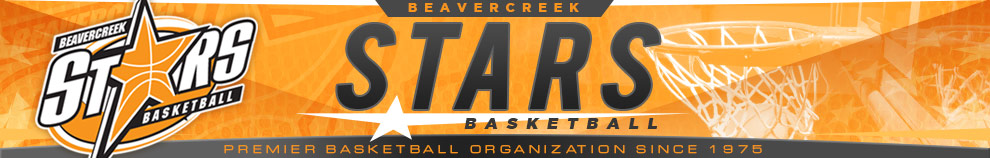 BEAVERCREEK
STARS
BASKETBALL
BEAVERCREEK
STARS
BASKETBALL
PREMIER BASKETBALL ORGANIZATION SINCE 1975